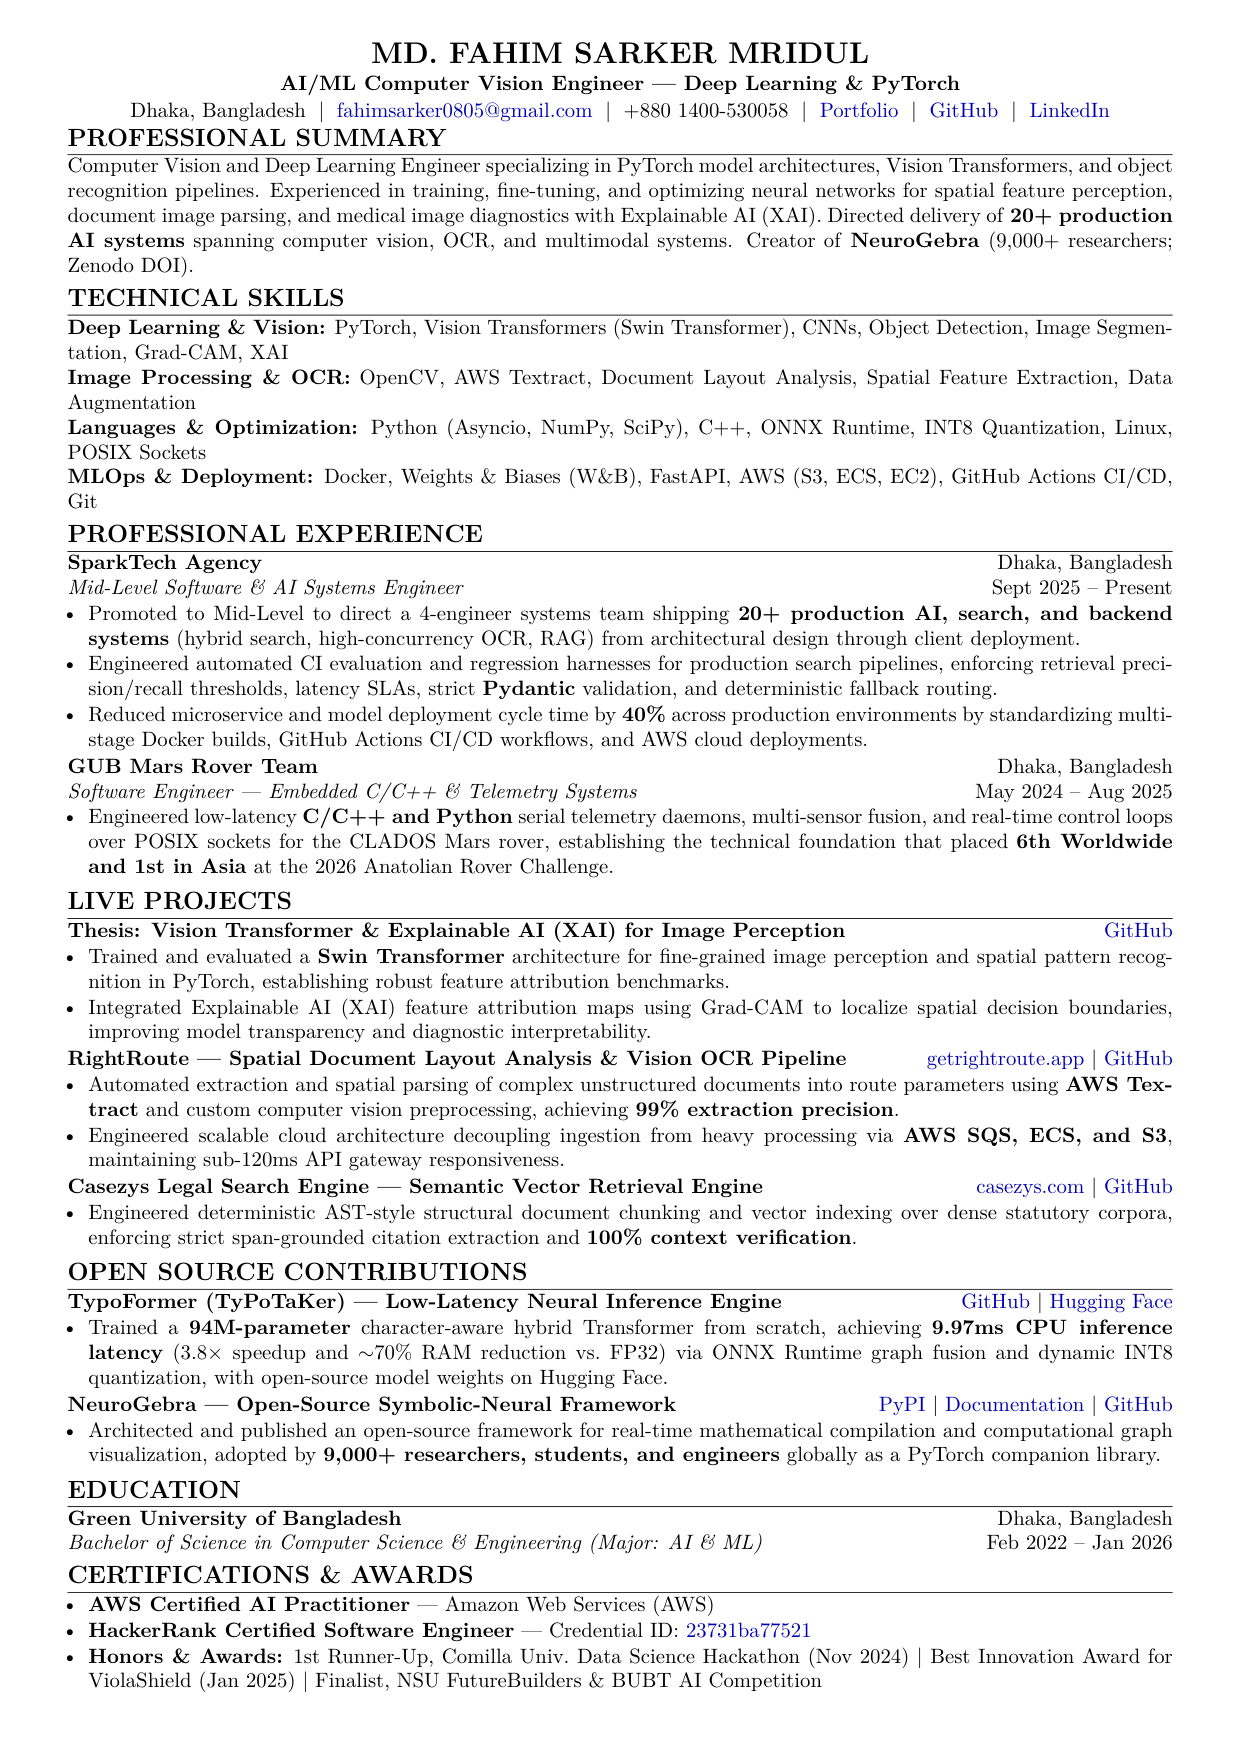 MD. FAHIM SARKER MRIDUL
AI/ML Computer Vision Engineer — Deep Learning & PyTorch
Dhaka, Bangladesh | fahimsarker0805@gmail.com | +880 1400-530058 | Portfolio | GitHub | LinkedIn
PROFESSIONAL SUMMARY
Computer Vision and Deep Learning Engineer specializing in PyTorch model architectures, Vision Transformers, and object
recognition pipelines. Experienced in training, fine-tuning, and optimizing neural networks for spatial feature perception,
document image parsing, and medical image diagnostics with Explainable AI (XAI). Directed delivery of 20+ production
AI systems spanning computer vision, OCR, and multimodal systems. Creator of NeuroGebra (9,000+ researchers;
Zenodo DOI).
TECHNICAL SKILLS
Deep Learning & Vision: PyTorch, Vision Transformers (Swin Transformer), CNNs, Object Detection, Image Segmen-
tation, Grad-CAM, XAI
Image Processing & OCR: OpenCV, AWS Textract, Document Layout Analysis, Spatial Feature Extraction, Data
Augmentation
Languages & Optimization: Python (Asyncio, NumPy, SciPy), C++, ONNX Runtime, INT8 Quantization, Linux,
POSIX Sockets
MLOps & Deployment: Docker, Weights & Biases (W&B), FastAPI, AWS (S3, ECS, EC2), GitHub Actions CI/CD,
Git
PROFESSIONAL EXPERIENCE
SparkTech Agency Dhaka, Bangladesh
Mid-Level Software & AI Systems Engineer Sept 2025 – Present
• Promoted to Mid-Level to direct a 4-engineer systems team shipping 20+ production AI, search, and backend
systems (hybrid search, high-concurrency OCR, RAG) from architectural design through client deployment.
• Engineered automated CI evaluation and regression harnesses for production search pipelines, enforcing retrieval preci-
sion/recall thresholds, latency SLAs, strict Pydantic validation, and deterministic fallback routing.
• Reduced microservice and model deployment cycle time by 40% across production environments by standardizing multi-
stage Docker builds, GitHub Actions CI/CD workflows, and AWS cloud deployments.
GUB Mars Rover Team Dhaka, Bangladesh
Software Engineer — Embedded C/C++ & Telemetry Systems May 2024 – Aug 2025
• Engineered low-latency C/C++ and Python serial telemetry daemons, multi-sensor fusion, and real-time control loops
over POSIX sockets for the CLADOS Mars rover, establishing the technical foundation that placed 6th Worldwide
and 1st in Asia at the 2026 Anatolian Rover Challenge.
LIVE PROJECTS
Thesis: Vision Transformer & Explainable AI (XAI) for Image Perception GitHub
• Trained and evaluated a Swin Transformer architecture for fine-grained image perception and spatial pattern recog-
nition in PyTorch, establishing robust feature attribution benchmarks.
• Integrated Explainable AI (XAI) feature attribution maps using Grad-CAM to localize spatial decision boundaries,
improving model transparency and diagnostic interpretability.
RightRoute — Spatial Document Layout Analysis & Vision OCR Pipeline getrightroute.app | GitHub
• Automated extraction and spatial parsing of complex unstructured documents into route parameters using AWS Tex-
tract and custom computer vision preprocessing, achieving 99% extraction precision.
• Engineered scalable cloud architecture decoupling ingestion from heavy processing via AWS SQS, ECS, and S3,
maintaining sub-120ms API gateway responsiveness.
Casezys Legal Search Engine — Semantic Vector Retrieval Engine casezys.com | GitHub
• Engineered deterministic AST-style structural document chunking and vector indexing over dense statutory corpora,
enforcing strict span-grounded citation extraction and 100% context verification.
OPEN SOURCE CONTRIBUTIONS
TypoFormer (TyPoTaKer) — Low-Latency Neural Inference Engine GitHub | Hugging Face
• Trained a 94M-parameter character-aware hybrid Transformer from scratch, achieving 9.97ms CPU inference
latency (3.8× speedup and ~70% RAM reduction vs. FP32) via ONNX Runtime graph fusion and dynamic INT8
quantization, with open-source model weights on Hugging Face.
NeuroGebra — Open-Source Symbolic-Neural Framework PyPI | Documentation | GitHub
• Architected and published an open-source framework for real-time mathematical compilation and computational graph
visualization, adopted by 9,000+ researchers, students, and engineers globally as a PyTorch companion library.
EDUCATION
Green University of Bangladesh Dhaka, Bangladesh
Bachelor of Science in Computer Science & Engineering (Major: AI & ML) Feb 2022 – Jan 2026
CERTIFICATIONS & AWARDS
• AWS Certified AI Practitioner — Amazon Web Services (AWS)
• HackerRank Certified Software Engineer — Credential ID: 23731ba77521
• Honors & Awards: 1st Runner-Up, Comilla Univ. Data Science Hackathon (Nov 2024) | Best Innovation Award for
ViolaShield (Jan 2025) | Finalist, NSU FutureBuilders & BUBT AI Competition